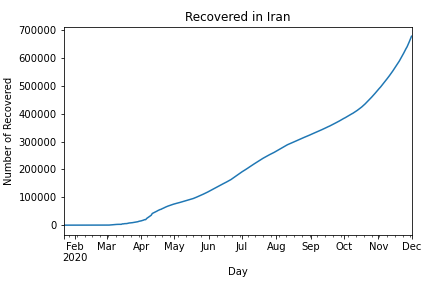 Recovered in Iran
700000
600000
500000
400000
300000
200000
100000
0
Number of Recovered
Feb Mar Apr May Jun Jul Aug Sep Oct Nov Dec
2020
Day